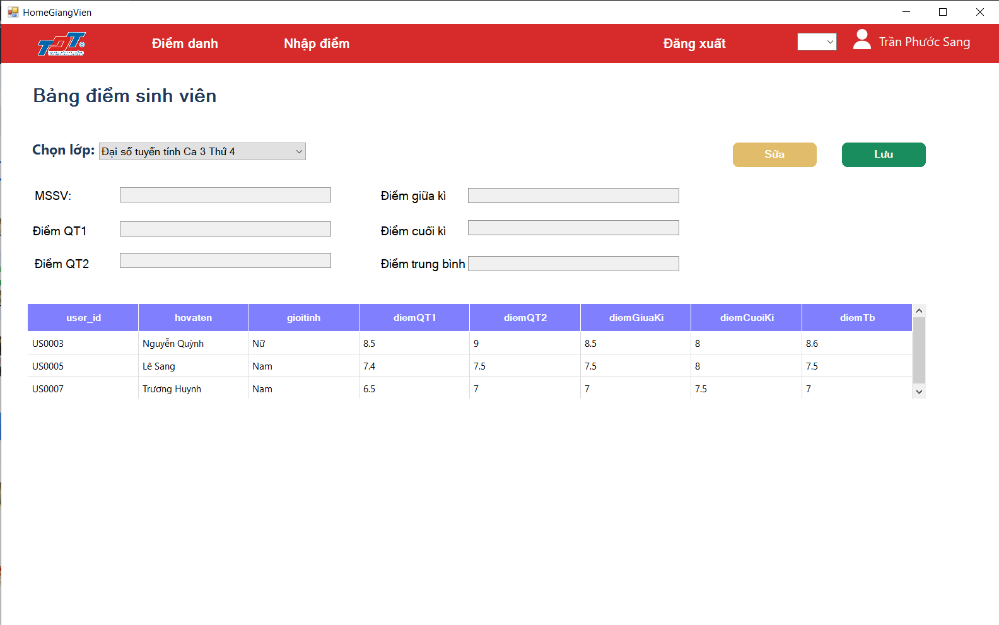 HomeGiangVien
TDT Điểm danh Nhập điểm Đăng xuất Trần Phước Sang
Bảng điểm sinh viên
Chọn lớp: Đại số tuyến tính Ca 3 Thứ 4 Sửa Lưu
MSSV: Điểm giữa kì
Điểm QT1 Điểm cuối kì
Điểm QT2 Điểm trung bình
user_id hovaten gioitinh diemQT1 diemQT2 diemGiuaKi diemCuoiKi diemTb
US0003 Nguyễn Quỳnh Nữ 8.5 9 8.5 8 8.6
US0005 Lê Sang Nam 7.4 7.5 7.5 8 7.5
US0007 Trương Huynh Nam 6.5 7 7 7.5 7